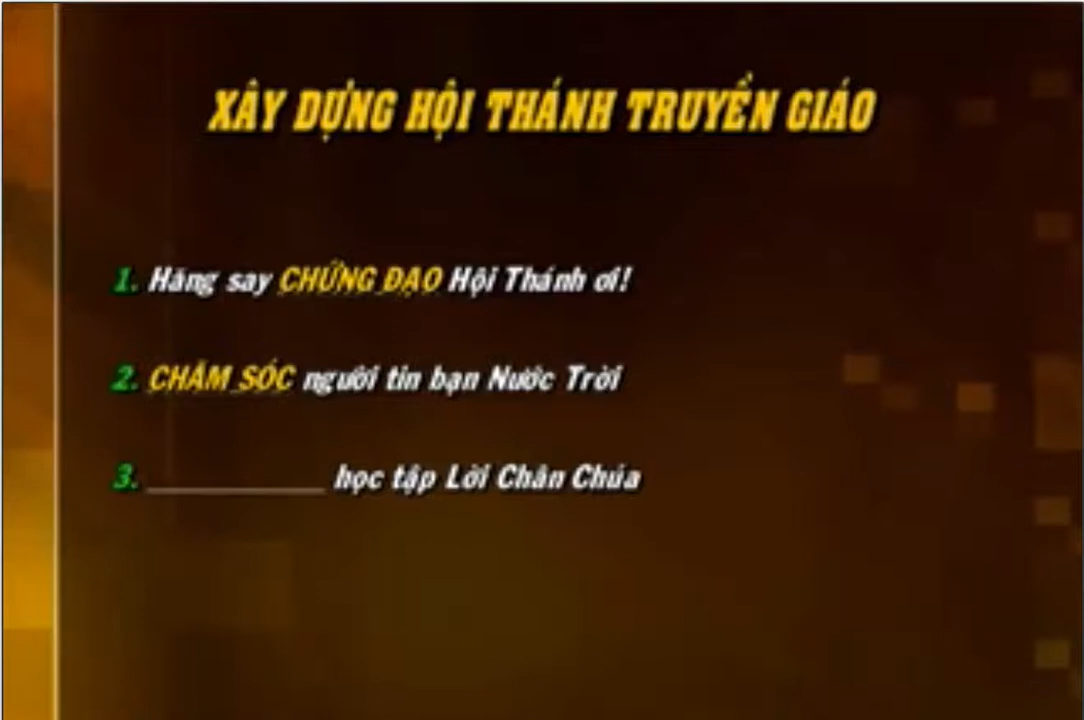 XÂY DỰNG HỘI THÁNH TRUYỀN GIÁO
1. Hăng say CHỨNG ĐẠO Hội Thánh ơi!
2. CHĂM SÓC người tin bạn Nước Trời
3. ____________ học tập Lời Chân Chúa